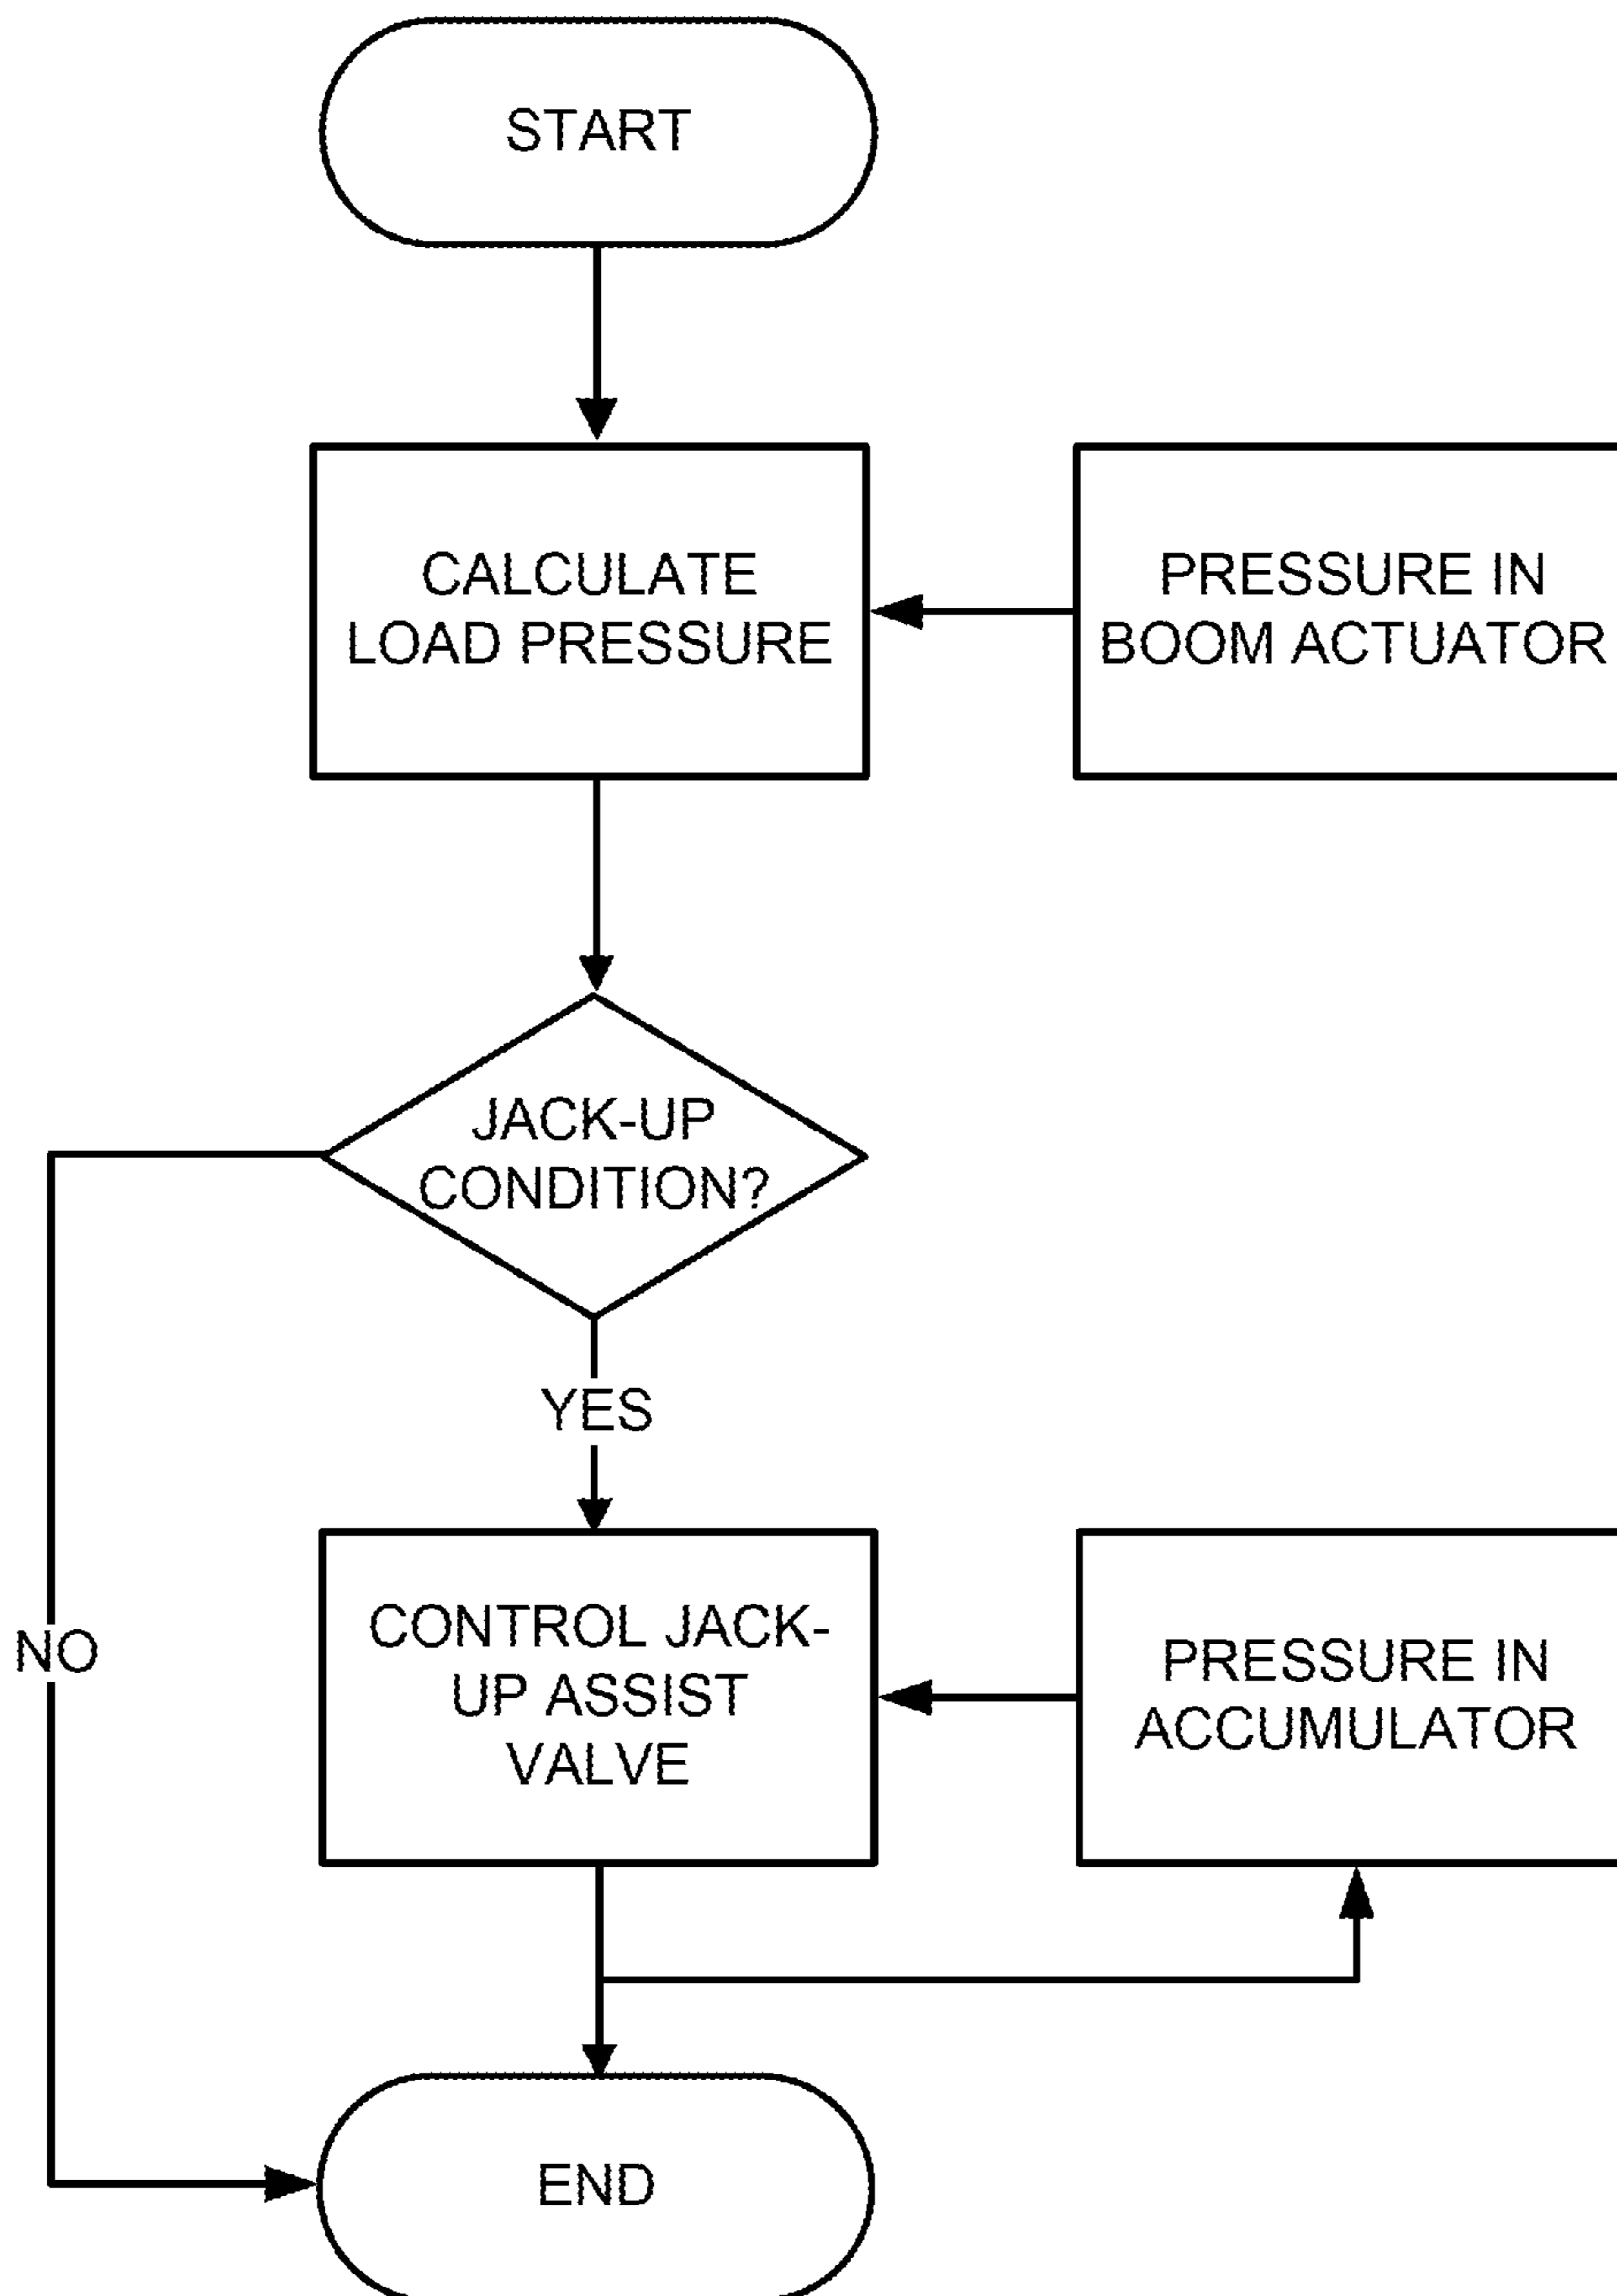 START
CALCULATE
LOAD PRESSURE
PRESSURE IN
BOOM ACTUATOR
JACK-UP
CONDITION?
YES
NO
CONTROL JACK-
UP ASSIST
VALVE
PRESSURE IN
ACCUMULATOR
END